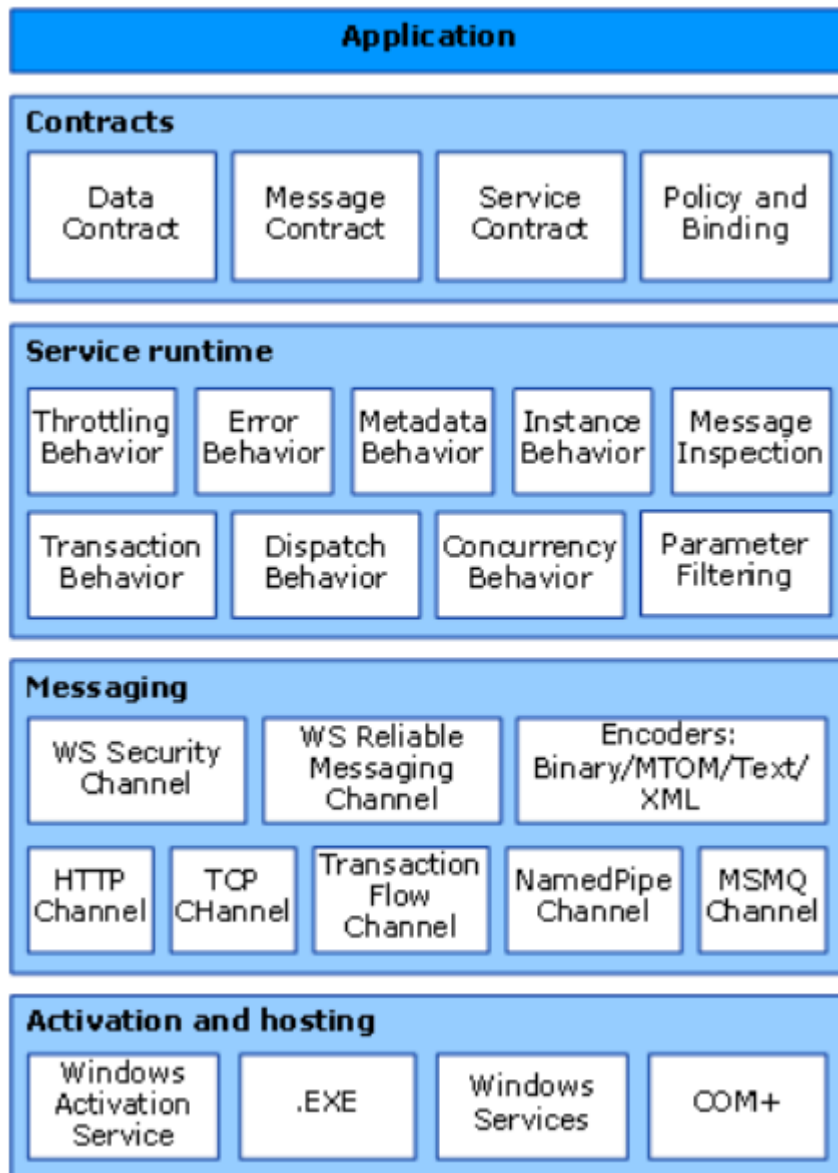 Application
Contracts
Data
Contract
Message
Contract
Service
Contract
Policy and
Binding
Service runtime
Throttling
Behavior
Error
Behavior
Metadata
Behavior
Instance
Behavior
Message
Inspection
Transaction
Behavior
Dispatch
Behavior
Concurrency
Behavior
Parameter
Filtering
Messaging
WS Security
Channel
WS Reliable
Messaging
Channel
Encoders:
Binary/MTOM/Text/
XML
HTTP
Channel
TCP
CHannel
Transaction
Flow
Channel
NamedPipe
Channel
MSMQ
Channel
Activation and hosting
Windows
Activation
Service
.EXE
Windows
Services
COM+